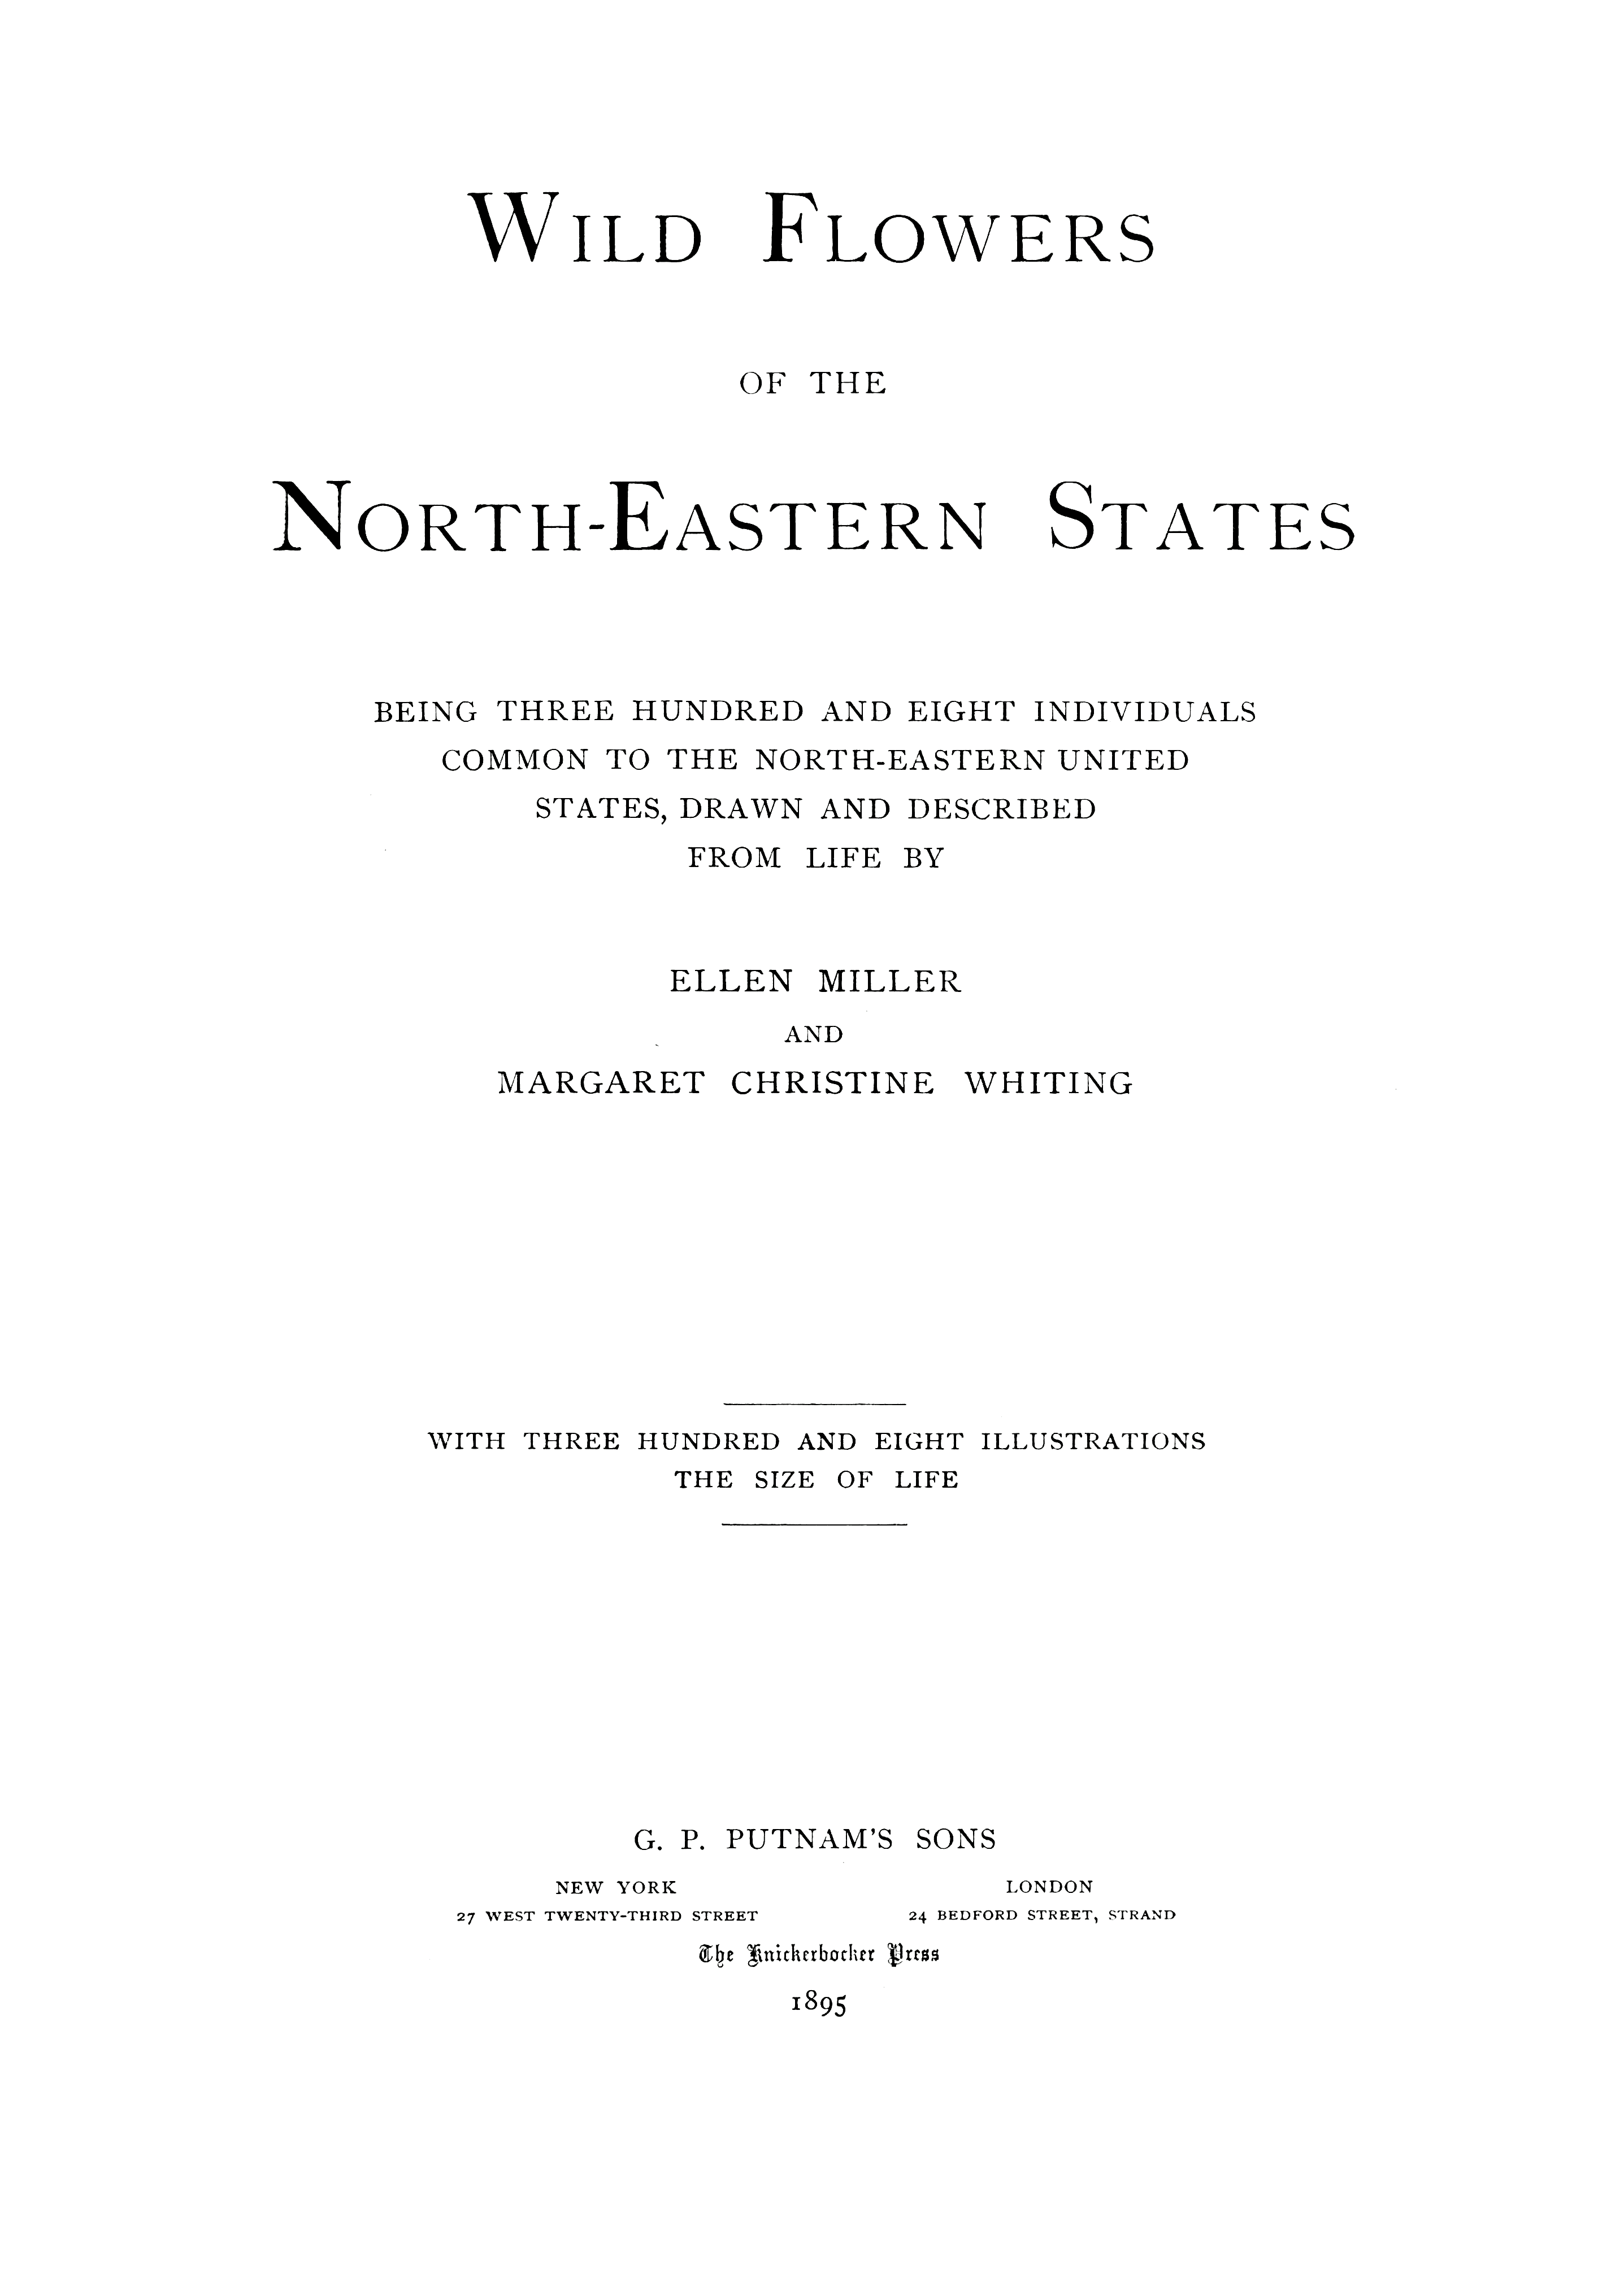 WILD FLOWERS
OF THE
NORTH-EASTERN STATES
BEING THREE HUNDRED AND EIGHT INDIVIDUALS
COMMON TO THE NORTH-EASTERN UNITED
STATES, DRAWN AND DESCRIBED
FROM LIFE BY
ELLEN MILLER
AND
MARGARET CHRISTINE WHITING
WITH THREE HUNDRED AND EIGHT ILLUSTRATIONS
THE SIZE OF LIFE
G. P. PUTNAM'S SONS
NEW YORK LONDON
27 WEST TWENTY-THIRD STREET 24 BEDFORD STREET, STRAND
The Knickerbocker Press
1895